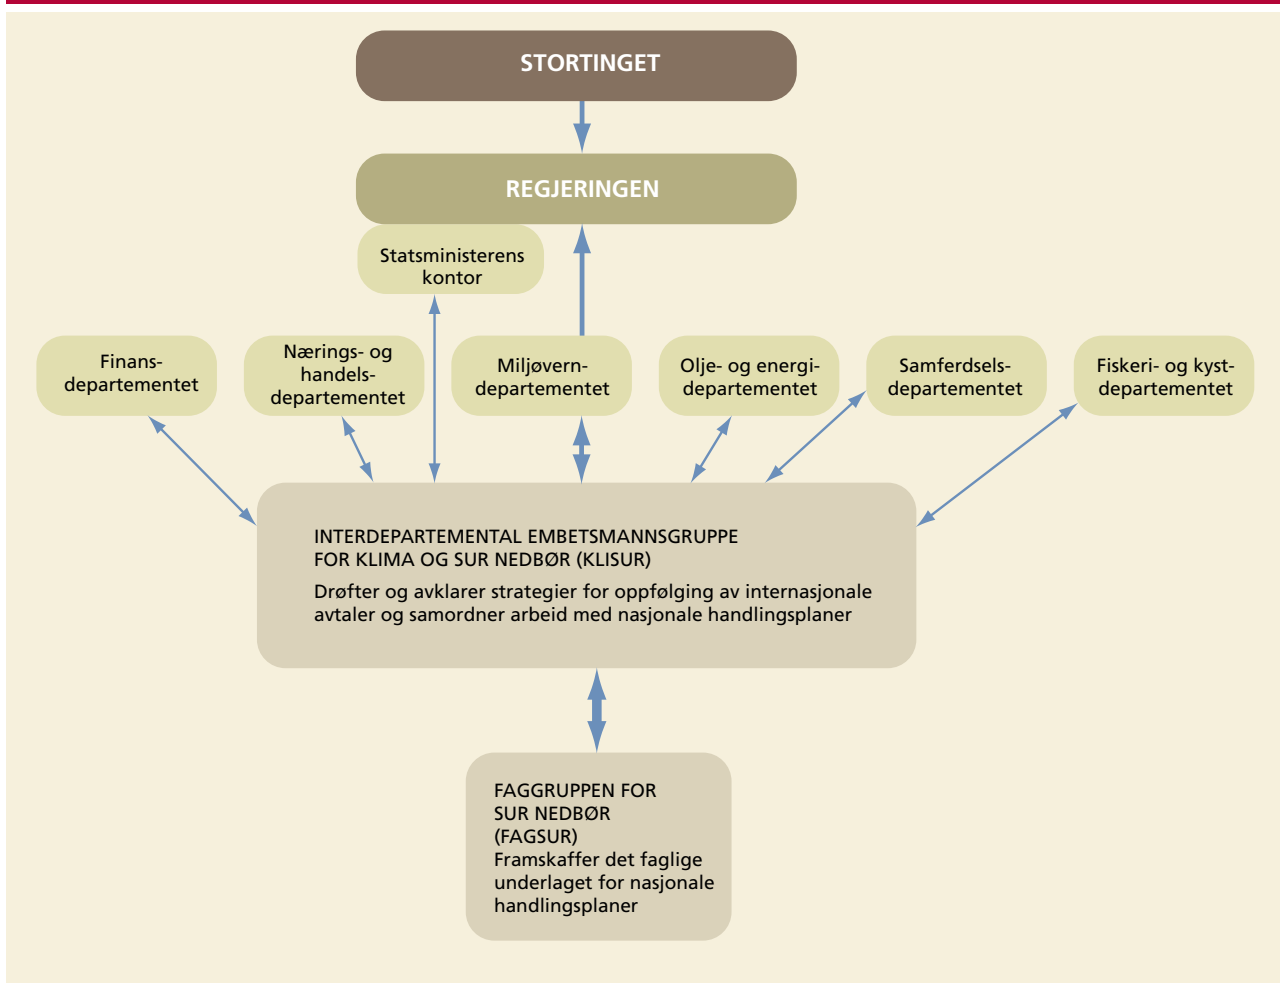 STORTINGET
REGJERINGEN
Statsministerens
kontor
Finans-
departementet
Nærings- og
handels-
departementet
Miljøvern-
departementet
Olje- og energi-
departementet
Samferdsels-
departementet
Fiskeri- og kyst-
departementet
INTERDEPARTEMENTAL EMBETSMANNSGRUPPE
FOR KLIMA OG SUR NEDBØR (KLISUR)
Drøfter og avklarer strategier for oppfølging av internasjonale
avtaler og samordner arbeid med nasjonale handlingsplaner
FAGGRUPPEN FOR
SUR NEDBØR
(FAGSUR)
Framskaffer det faglige
underlaget for nasjonale
handlingsplaner